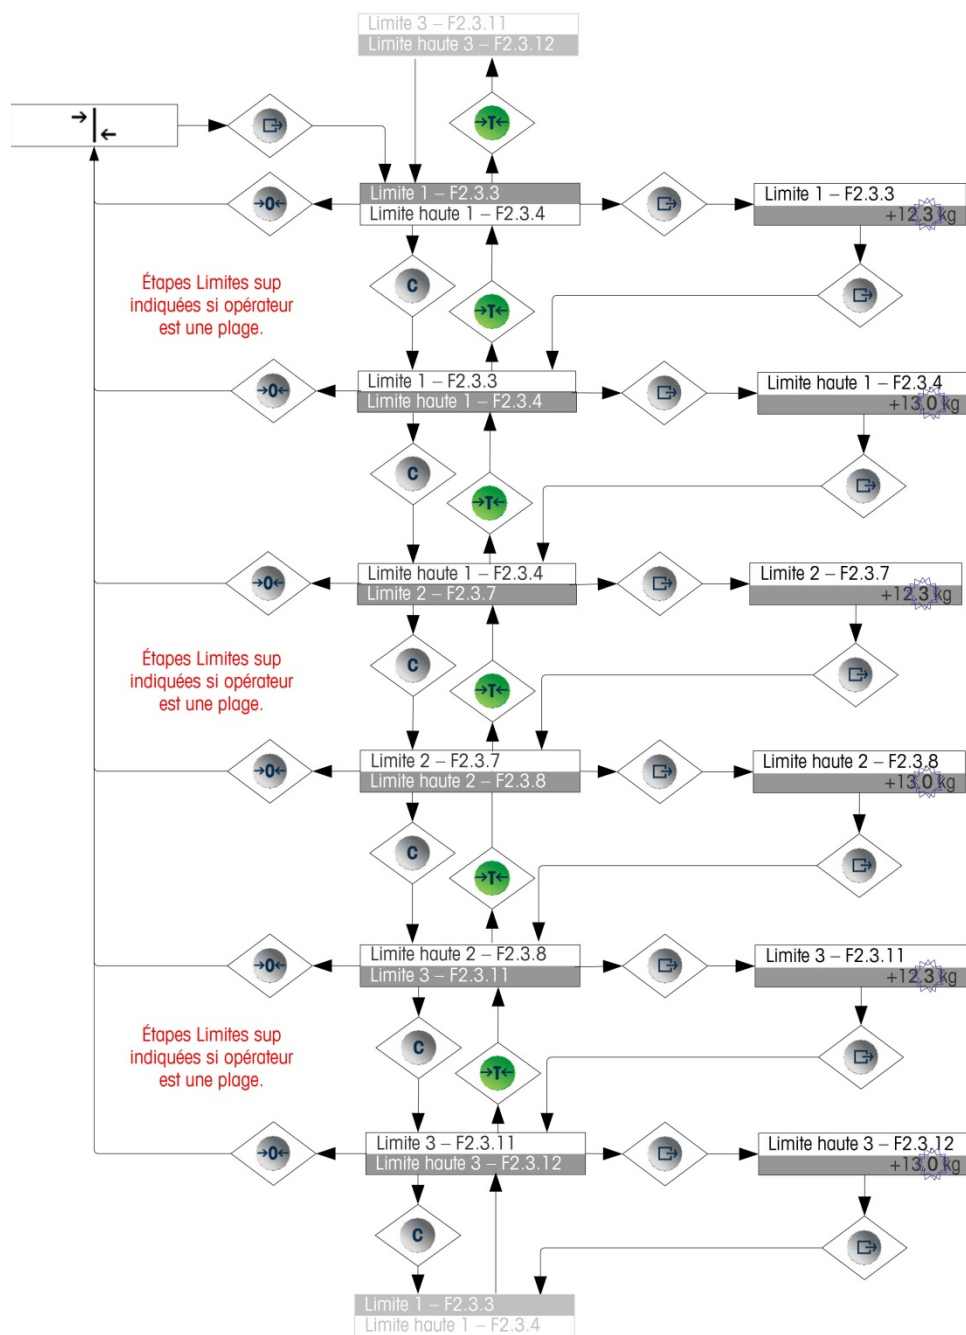 Limite 3 – F2.3.11
Limite haute 3 – F2.3.12
→T←
→0←
Limite 1 – F2.3.3
Limite haute 1 – F2.3.4
Limite 1 – F2.3.3
+12.3 kg
Étapes Limites sup
indiquées si opérateur
est une plage.
C
→T←
→0←
Limite 1 – F2.3.3
Limite haute 1 – F2.3.4
Limite haute 1 – F2.3.4
+13.0 kg
C
→T←
→0←
Limite haute 1 – F2.3.4
Limite 2 – F2.3.7
Limite 2 – F2.3.7
+12.3 kg
Étapes Limites sup
indiquées si opérateur
est une plage.
C
→T←
→0←
Limite 2 – F2.3.7
Limite haute 2 – F2.3.8
Limite haute 2 – F2.3.8
+13.0 kg
C
→T←
→0←
Limite haute 2 – F2.3.8
Limite 3 – F2.3.11
Limite 3 – F2.3.11
+12.3 kg
Étapes Limites sup
indiquées si opérateur
est une plage.
C
→T←
→0←
Limite 3 – F2.3.11
Limite haute 3 – F2.3.12
Limite haute 3 – F2.3.12
+13.0 kg
C
Limite 1 – F2.3.3
Limite haute 1 – F2.3.4